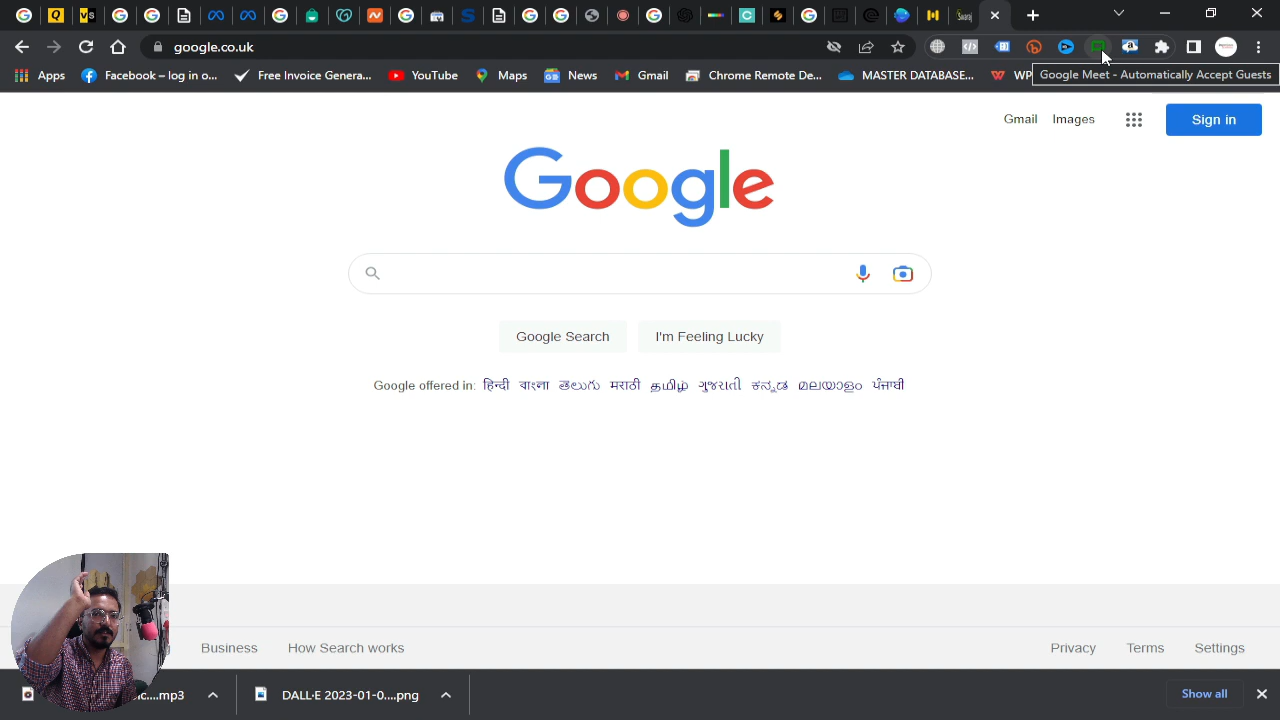 google.co.uk
Apps Facebook – log in o... Free Invoice Genera... YouTube Maps News Gmail Chrome Remote De... MASTER DATABASE... WP
Google Meet - Automatically Accept Guests
Gmail Images Sign in
Google
Google Search I'm Feeling Lucky
Google offered in: हिन्दी বাংলা తెలుగు मराठी தமிழ் ગુજરાતી ಕನ್ನಡ മലയാളം ਪੰਜਾਬੀ
Business How Search works Privacy Terms Settings
ic....mp3 DALL·E 2023-01-0....png Show all